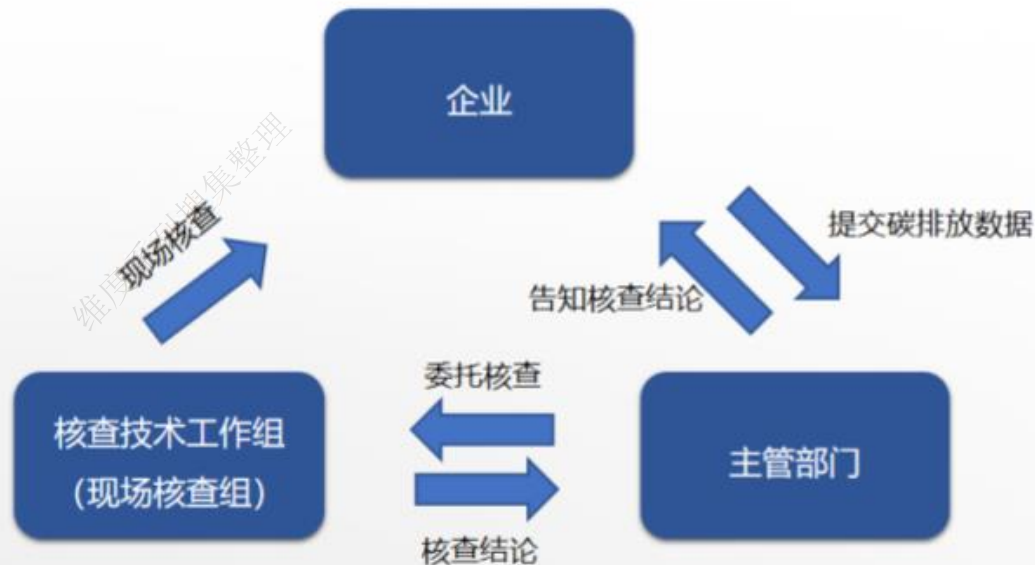 企业
现场核查
提交碳排放数据
告知核查结论
委托核查
核查技术工作组
(现场核查组)
主管部门
核查结论